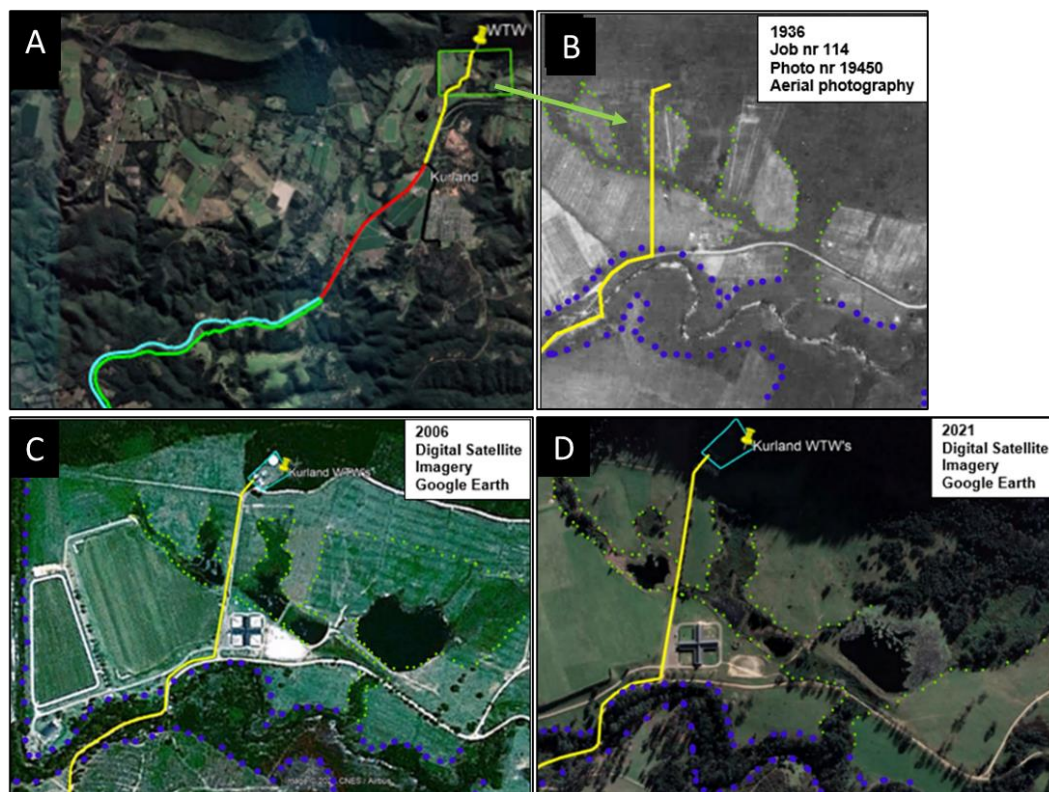 A
WTW
Kurland
B
1936
Job nr 114
Photo nr 19450
Aerial photography
C
2006
Digital Satellite
Imagery
Google Earth
Kurland WTW's
D
2021
Digital Satellite
Imagery
Google Earth
Kurland WTW's